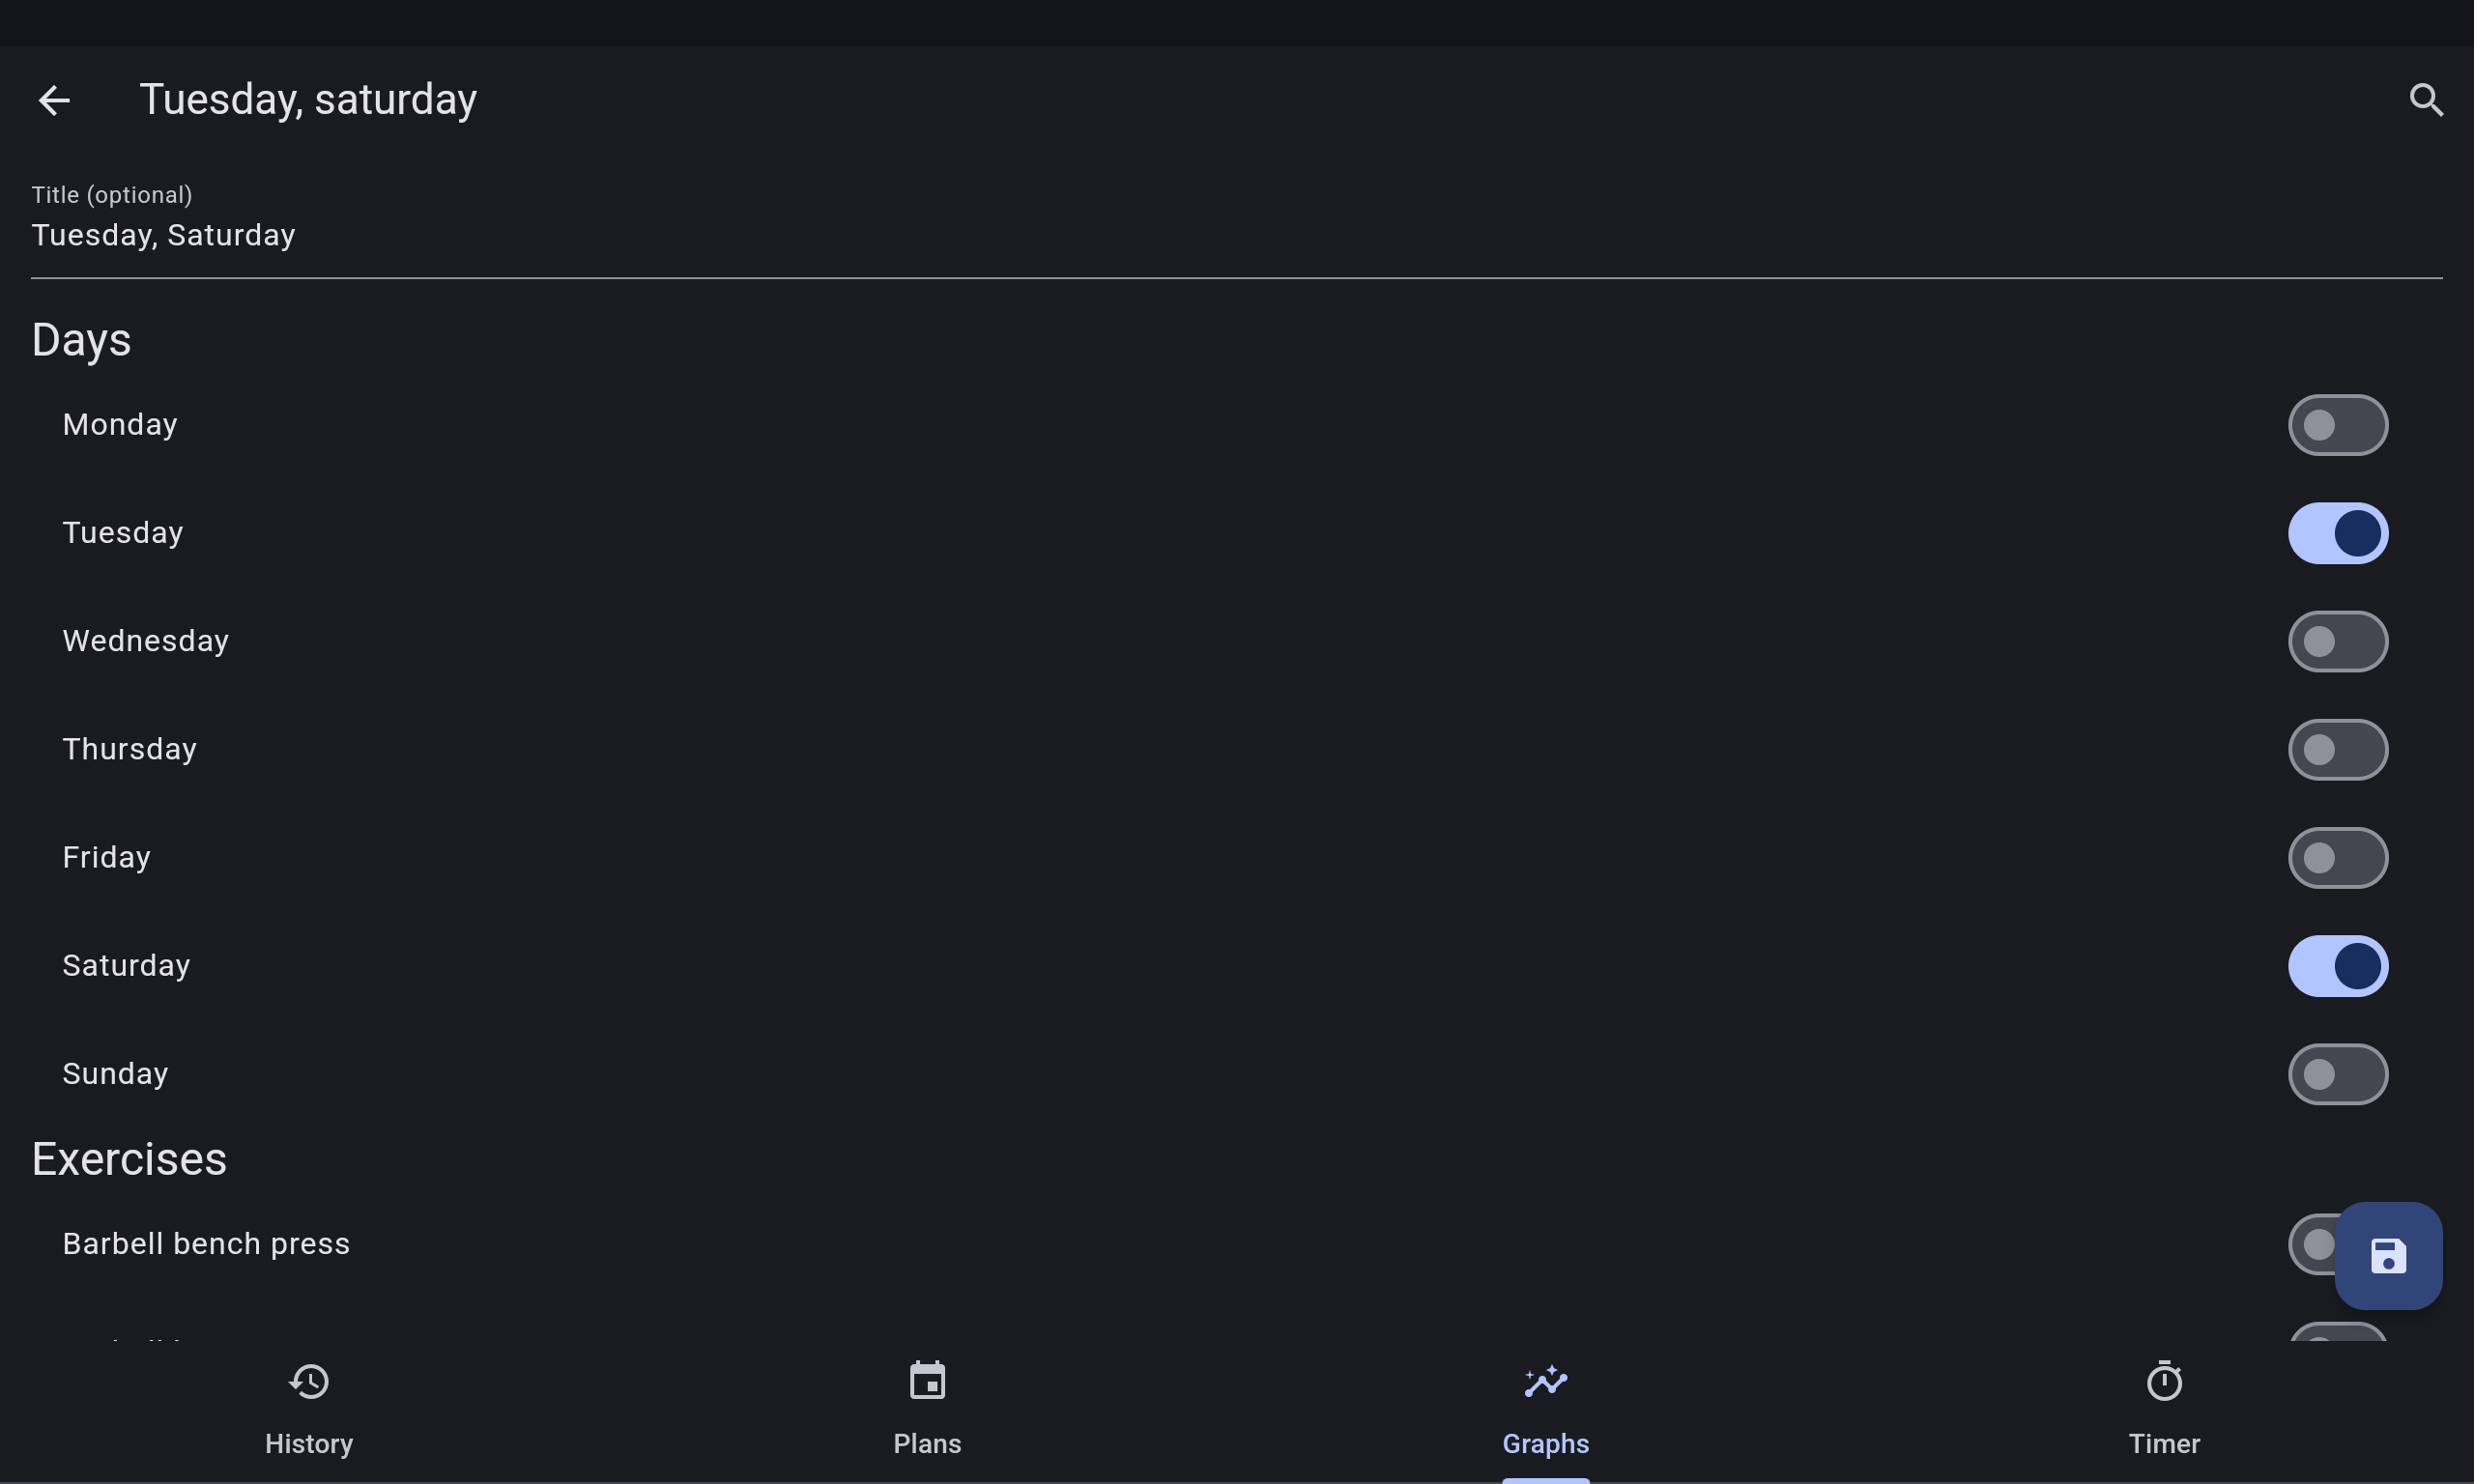 Tuesday, saturday
Title (optional)
Tuesday, Saturday
Days
Monday
Tuesday
Wednesday
Thursday
Friday
Saturday
Sunday
Exercises
Barbell bench press
History
Plans
Graphs
Timer